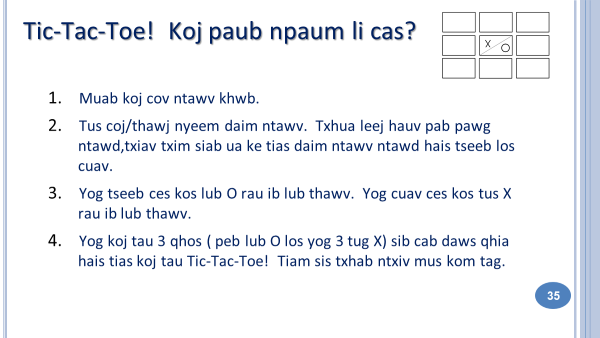 Tic-Tac-Toe!  Koj paub npaum li cas?
X
O
1. Muab koj cov ntawv khwb.
2. Tus coj/thawj nyeem daim ntawv.  Txhua leej hauv pab pawg
ntawd,txiav txim siab ua ke tias daim ntawv ntawd hais tseeb los
cuav.
3. Yog tseeb ces kos lub O rau ib lub thawv.  Yog cuav ces kos tus X
rau ib lub thawv.
4. Yog koj tau 3 qhos ( peb lub O los yog 3 tug X) sib cab daws qhia
hais tias koj tau Tic-Tac-Toe!  Tiam sis txhab ntxiv mus kom tag.
35